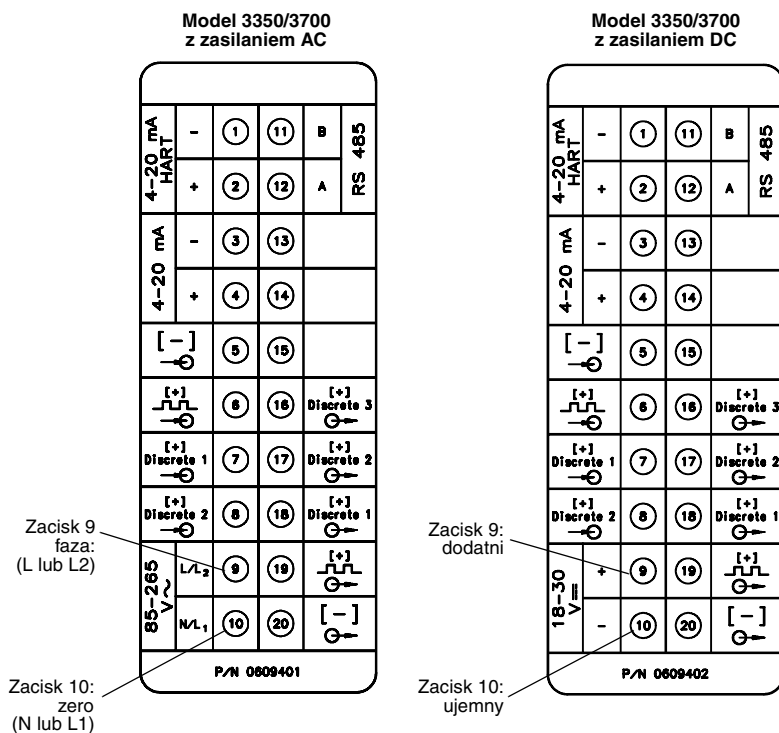 Model 3350/3700
z zasilaniem AC
4-20 mA
HART
- 1 11 B
+ 2 12 A
RS 485
4-20 mA
- 3 13
+ 4 14
[-] 5 15
[+] 6 16 [+]
Discrete 3
[+] 7 17 [+]
Discrete 1 Discrete 2
[+] 8 18 [+]
Discrete 2 Discrete 1
85-265
V~
L/L2 9 19 [+]
N/L1 10 20 [-]
P/N 0609401
Zacisk 9
faza:
(L lub L2)
Zacisk 10:
zero
(N lub L1)
Model 3350/3700
z zasilaniem DC
4-20 mA
HART
- 1 11 B
+ 2 12 A
RS 485
4-20 mA
- 3 13
+ 4 14
[-] 5 15
[+] 6 16 [+]
Discrete 3
[+] 7 17 [+]
Discrete 1 Discrete 2
[+] 8 18 [+]
Discrete 2 Discrete 1
18-30
V
+ 9 19 [+]
- 10 20 [-]
P/N 0609402
Zacisk 9:
dodatni
Zacisk 10:
ujemny